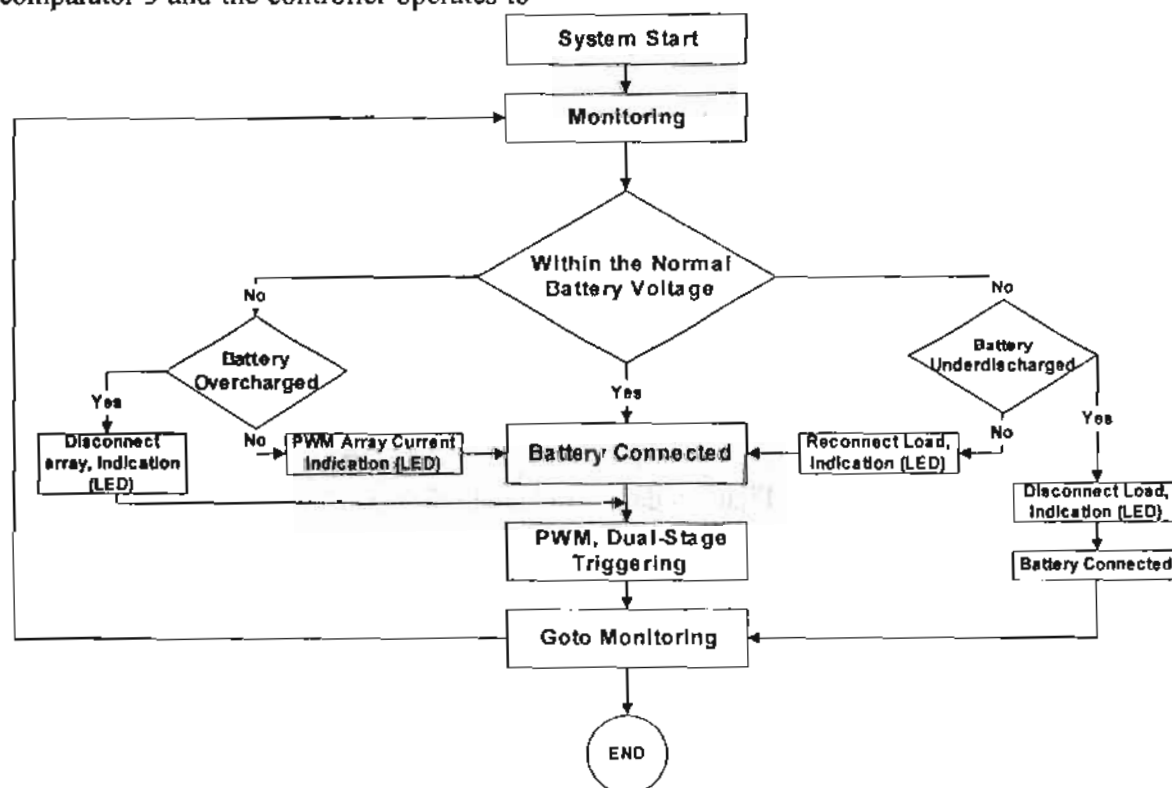 comparator 3 and the controller operates to
System Start
Monitoring
Within the Normal
Battery Voltage
No
No
Battery
Overcharged
Battery
Underdischarged
Yes
Yes
Yes
No
No
Disconnect
array, Indication
(LED)
PWM Array Current
Indication (LED)
Battery Connected
Reconnect Load,
Indication (LED)
Disconnect Load,
Indication (LED)
PWM, Dual-Stage
Triggering
Battery Connected
Goto Monitoring
END